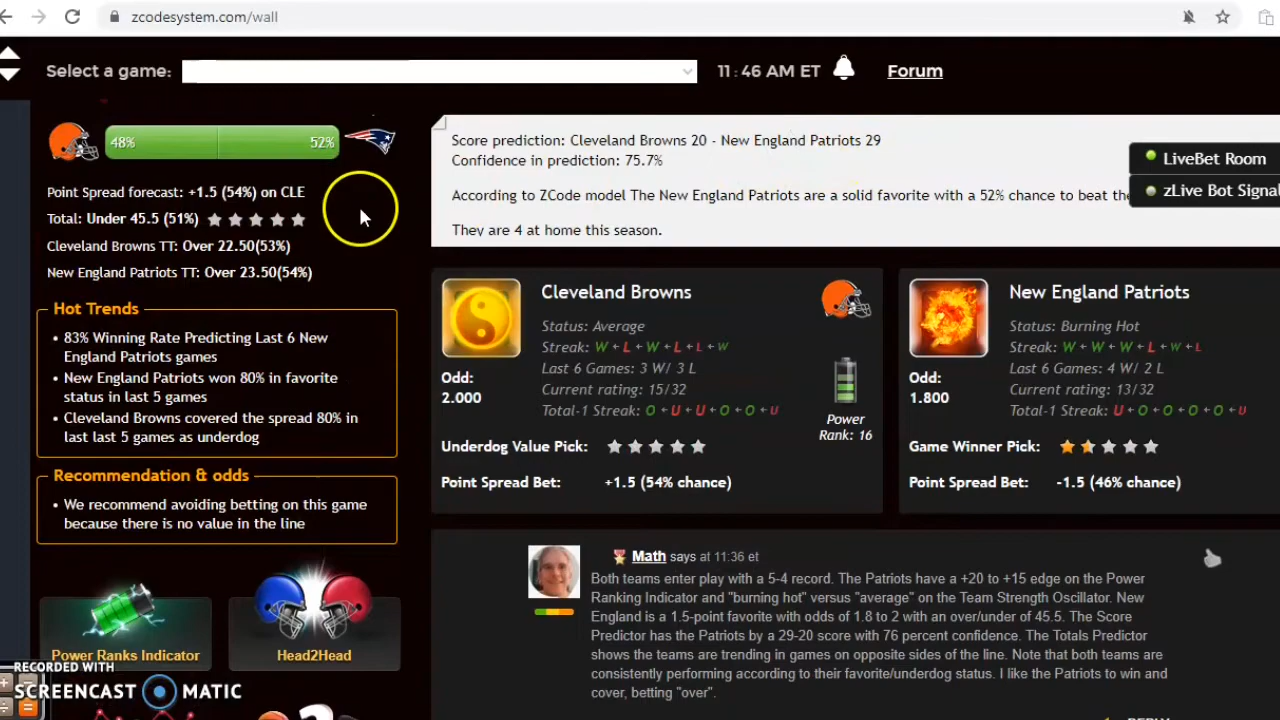 zcodesystem.com/wall
Select a game:
11:46 AM ET
Forum
48%
52%
Point Spread forecast: +1.5 (54%) on CLE
Total: Under 45.5 (51%)
Cleveland Browns TT: Over 22.50(53%)
New England Patriots TT: Over 23.50(54%)
Hot Trends
• 83% Winning Rate Predicting Last 6 New
England Patriots games
• New England Patriots won 80% in favorite
status in last 5 games
• Cleveland Browns covered the spread 80% in
last last 5 games as underdog
Recommendation & odds
• We recommend avoiding betting on this game
because there is no value in the line
Power Ranks Indicator
Head2Head
RECORDED WITH
SCREENCAST MATIC
Score prediction: Cleveland Browns 20 - New England Patriots 29
Confidence in prediction: 75.7%
According to ZCode model The New England Patriots are a solid favorite with a 52% chance to beat the
They are 4 at home this season.
LiveBet Room
zLive Bot Signal
Cleveland Browns
Status: Average
Streak: W L W L L W
Last 6 Games: 3 W/ 3 L
Current rating: 15/32
Total-1 Streak: O U U O O U
Odd:
2.000
Power
Rank: 16
Underdog Value Pick:
Point Spread Bet: +1.5 (54% chance)
New England Patriots
Status: Burning Hot
Streak: W W W L W L
Last 6 Games: 4 W/ 2 L
Current rating: 13/32
Total-1 Streak: U O O O O U
Odd:
1.800
Game Winner Pick:
Point Spread Bet: -1.5 (46% chance)
Math says at 11:36 et
Both teams enter play with a 5-4 record. The Patriots have a +20 to +15 edge on the Power
Ranking Indicator and "burning hot" versus "average" on the Team Strength Oscillator. New
England is a 1.5-point favorite with odds of 1.8 to 2 with an over/under of 45.5. The Score
Predictor has the Patriots by a 29-20 score with 76 percent confidence. The Totals Predictor
shows the teams are trending in games on opposite sides of the line. Note that both teams are
consistently performing according to their favorite/underdog status. I like the Patriots to win and
cover, betting "over".